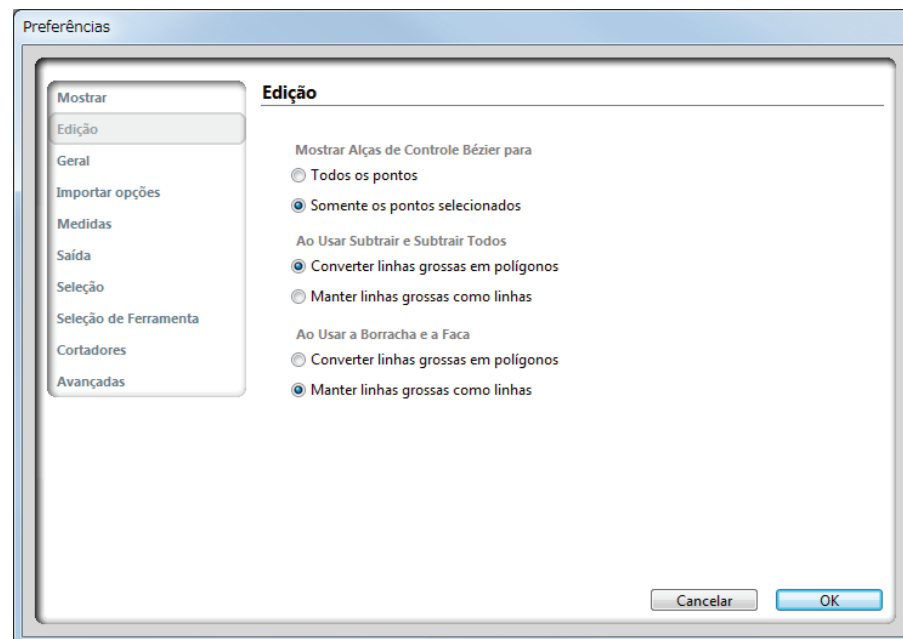 Preferências
Mostrar
Edição
Geral
Importar opções
Medidas
Saída
Seleção
Seleção de Ferramenta
Cortadores
Avançadas
Edição
Mostrar Alças de Controle Bézier para
Todos os pontos
Somente os pontos selecionados
Ao Usar Subtrair e Subtrair Todos
Converter linhas grossas em polígonos
Manter linhas grossas como linhas
Ao Usar a Borracha e a Faca
Converter linhas grossas em polígonos
Manter linhas grossas como linhas
Cancelar
OK